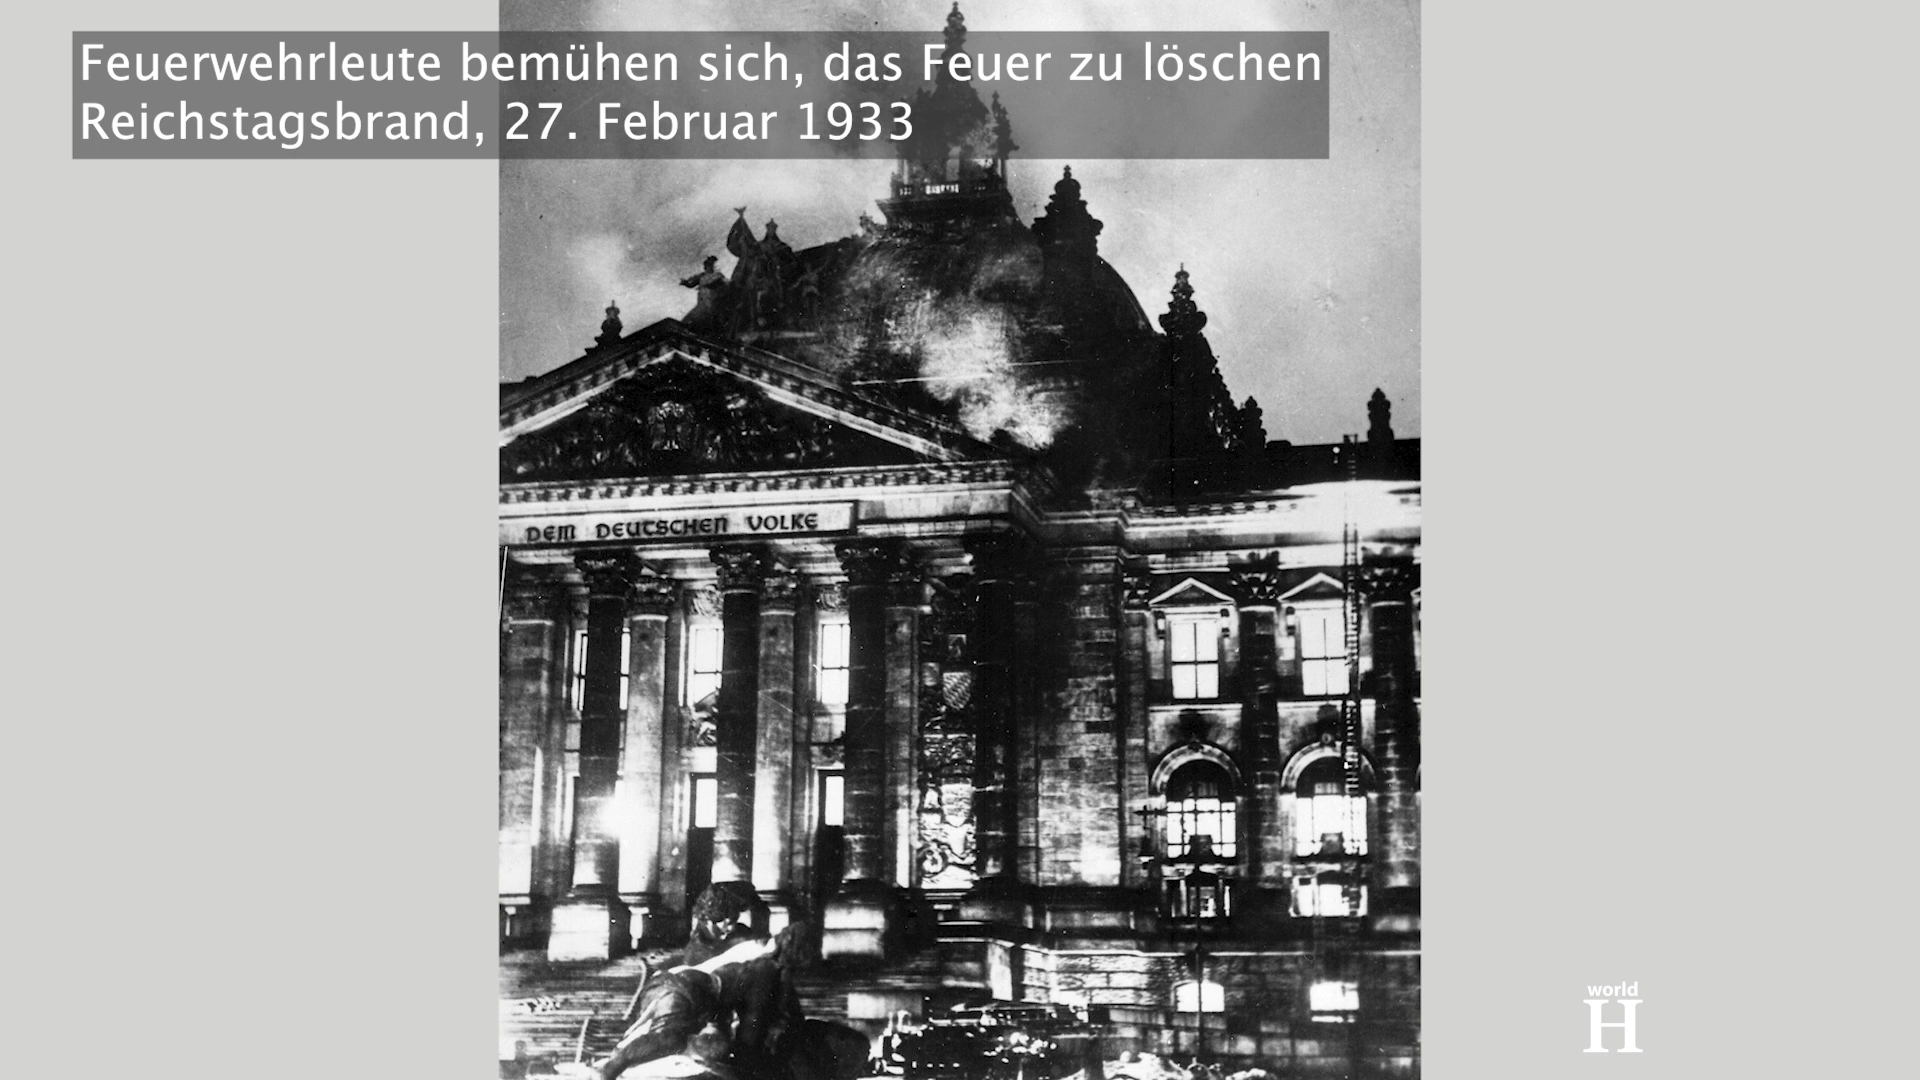 Feuerwehrleute bemühen sich, das Feuer zu löschen
Reichstagsbrand, 27. Februar 1933
DEM DEUTSCHEN VOLKE
world
H